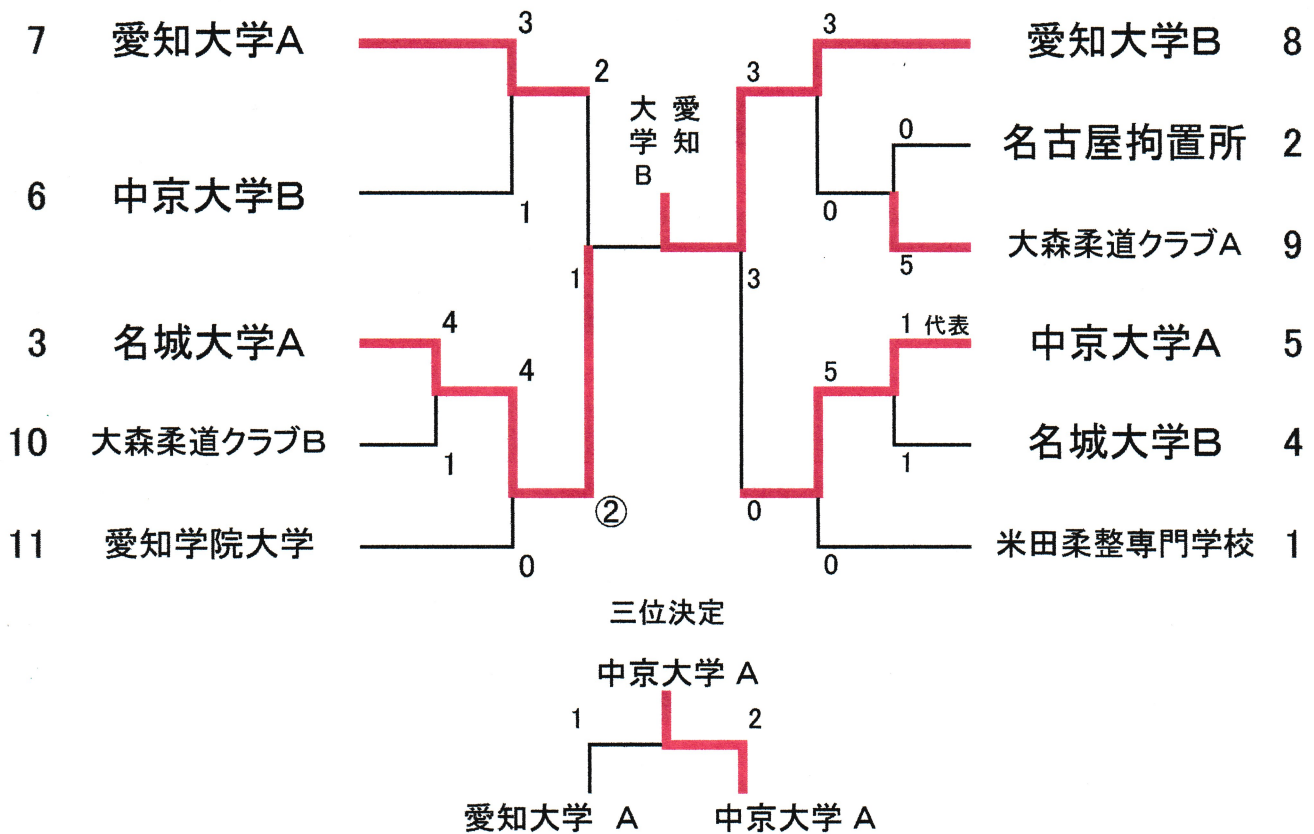 7 愛知大学A 3 3 愛知大学B 8
2 3
大学B 愛知
0 名古屋拘置所 2
6 中京大学B 1 0
5 大森柔道クラブA 9
1 3
3 名城大学A 4 1 代表 中京大学A 5
4 5
10 大森柔道クラブB 1 1 名城大学B 4
② 0
11 愛知学院大学 0 0 米田柔整専門学校 1
三位決定
中京大学 A
1 2
愛知大学 A 中京大学 A